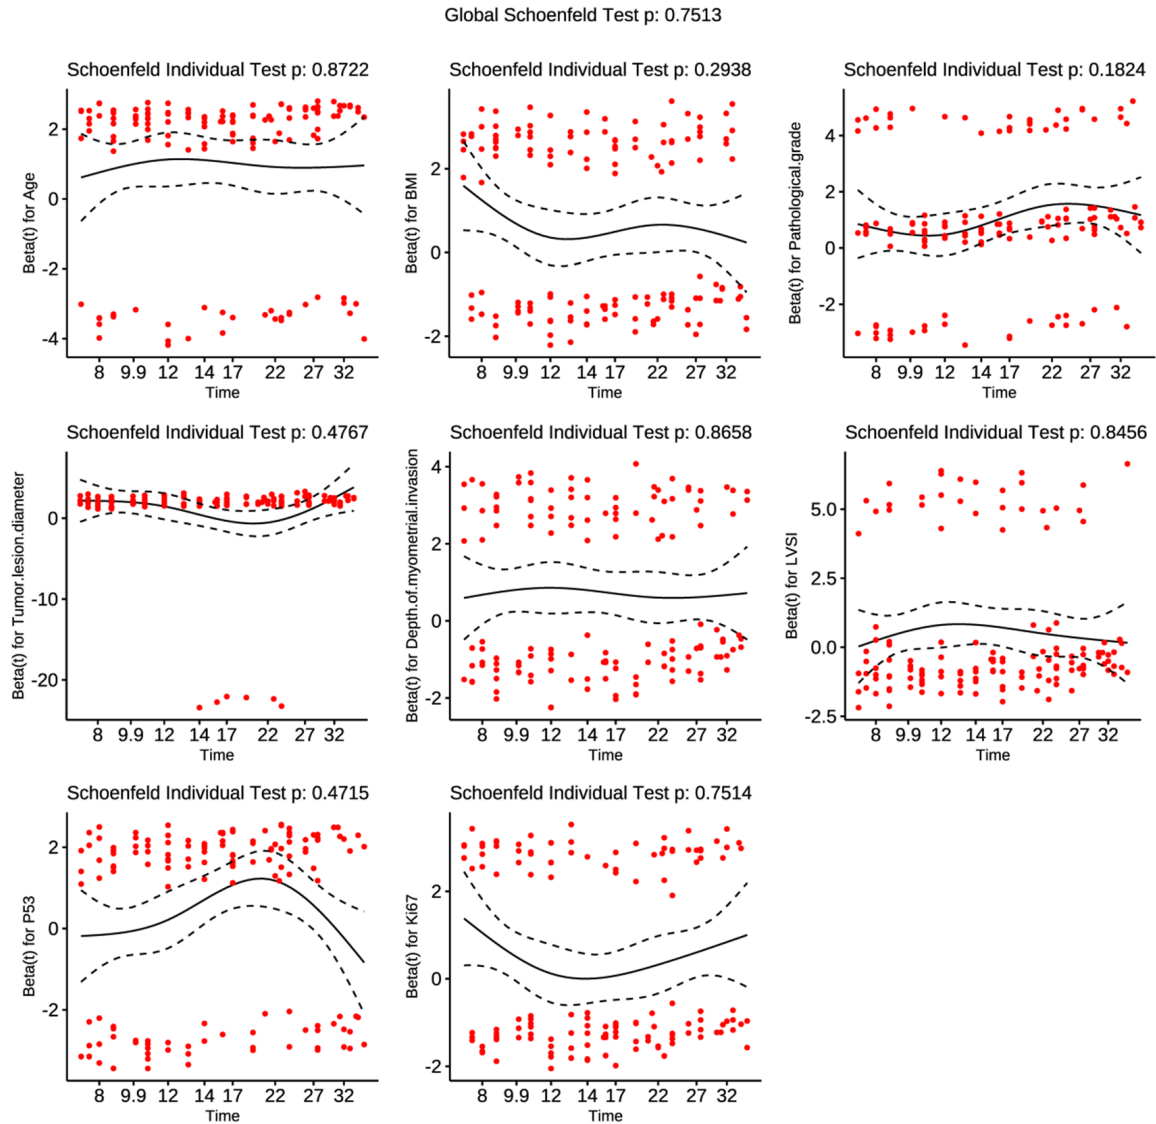 Global Schoenfeld Test p: 0.7513
Schoenfeld Individual Test p: 0.8722
Beta(t) for Age
2
0
-2
-4
8 9.9 12 14 17 22 27 32
Time
Schoenfeld Individual Test p: 0.2938
Beta(t) for BMI
2
0
-2
8 9.9 12 14 17 22 27 32
Time
Schoenfeld Individual Test p: 0.1824
Beta(t) for Pathological.grade
4
2
0
-2
8 9.9 12 14 17 22 27 32
Time
Schoenfeld Individual Test p: 0.4767
Beta(t) for Tumor.lesion.diameter
0
-10
-20
8 9.9 12 14 17 22 32
Time
Schoenfeld Individual Test p: 0.8658
Beta(t) for Depth.of.myometrial.invasion
4
2
0
-2
8 9.9 12 14 17 22 27 32
Time
Schoenfeld Individual Test p: 0.8456
Beta(t) for LVSI
5.0
2.5
0.0
-2.5
8 9.9 12 14 17 22 27 32
Time
Schoenfeld Individual Test p: 0.4715
Beta(t) for P53
2
0
-2
8 9.9 12 14 17 22 27 32
Time
Schoenfeld Individual Test p: 0.7514
Beta(t) for Ki67
2
0
-2
8 9.9 12 14 17 22 27 32
Time